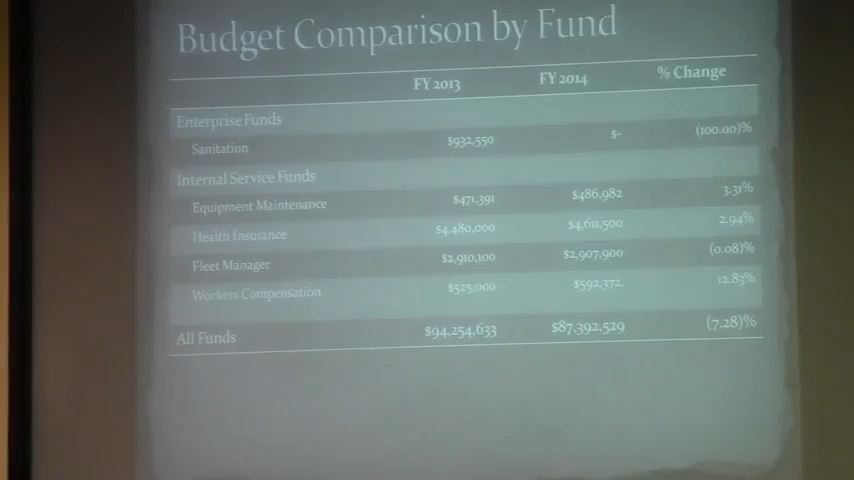 Budget Comparison by Fund
FY 2013 FY 2014 % Change
Enterprise Funds
Sanitation $932,550 $- (100.00)%
Internal Service Funds
Equipment Maintenance $471,391 $486,982 3.31%
Health Insurance $4,480,000 $4,611,500 2.94%
Fleet Manager $2,910,100 $2,907,900 (0.08)%
Workers Compensation $525,000 $592,372 12.83%
All Funds $94,254,633 $87,392,529 (7.28)%